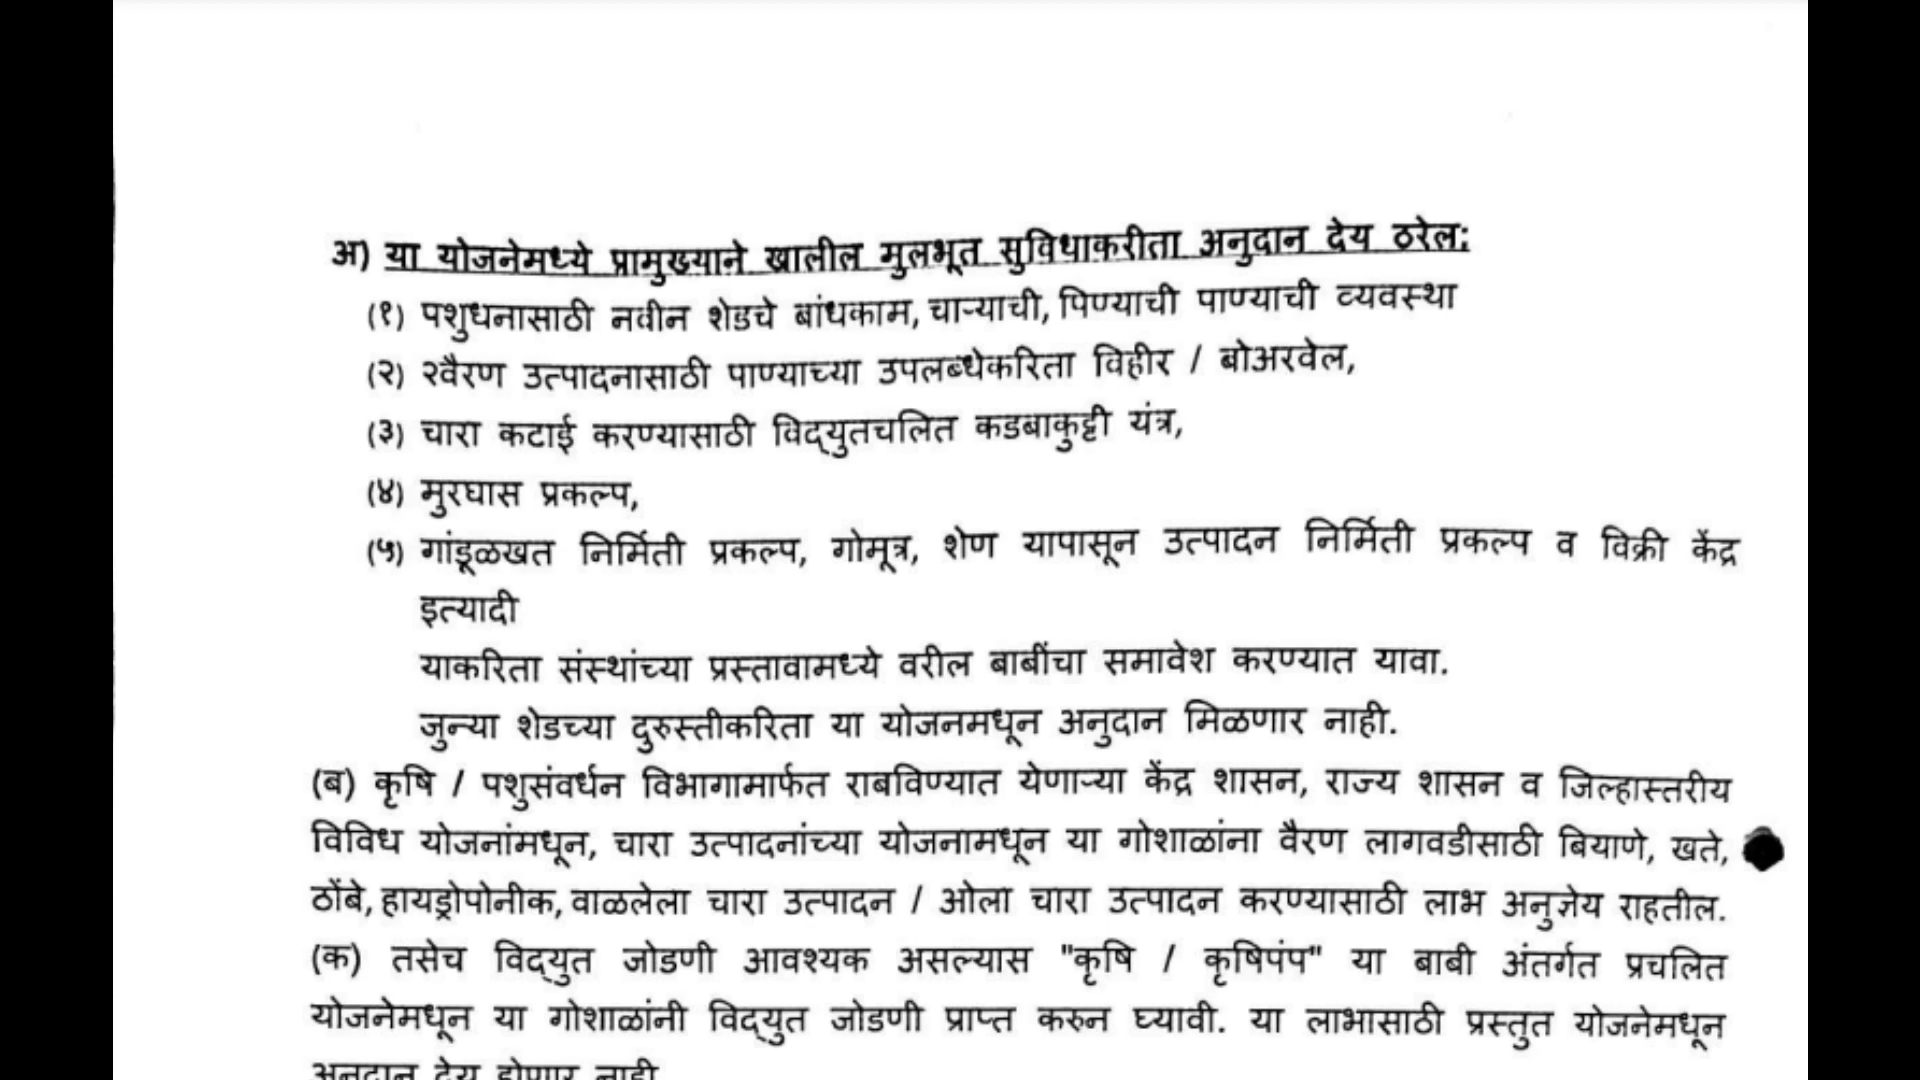 अ) या योजनेमध्ये प्रामुख्याने खालील मुलभूत सुविधाकरीता अनुदान देय ठरेल:
(१) पशुधनासाठी नवीन शेडचे बांधकाम, चाऱ्याची, पिण्याची पाण्याची व्यवस्था
(२) २वैरण उत्पादनासाठी पाण्याच्या उपलब्धेकरिता विहीर / बोअरवेल,
(३) चारा कटाई करण्यासाठी विद्‌युतचलित कडबाकुट्टी यंत्र,
(४) मुरघास प्रकल्प,
(५) गांडूळखत निर्मिती प्रकल्प, गोमूत्र, शेण यापासून उत्पादन निर्मिती प्रकल्प व विक्री केंद्र
इत्यादी
याकरिता संस्थांच्या प्रस्तावामध्ये वरील बाबींचा समावेश करण्यात यावा.
जुन्या शेडच्या दुरुस्तीकरिता या योजनमधून अनुदान मिळणार नाही.
(ब) कृषि / पशुसंवर्धन विभागामार्फत राबविण्यात येणाऱ्या केंद्र शासन, राज्य शासन व जिल्हास्तरीय
विविध योजनांमधून, चारा उत्पादनांच्या योजनामधून या गोशाळांना वैरण लागवडीसाठी बियाणे, खते,
ठोंबे, हायड्रोपोनीक, वाळलेला चारा उत्पादन / ओला चारा उत्पादन करण्यासाठी लाभ अनुज्ञेय राहतील.
(क) तसेच विद्‌युत जोडणी आवश्यक असल्यास "कृषि / कृषिपंप" या बाबी अंतर्गत प्रचलित
योजनेमधून या गोशाळांनी विद्‌युत जोडणी प्राप्त करुन घ्यावी. या लाभासाठी प्रस्तुत योजनेमधून
अनुदान देय होणार नाही